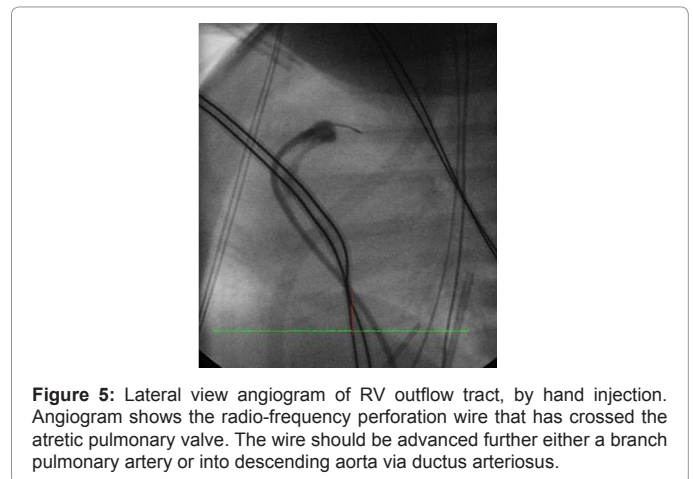 Figure 5: Lateral view angiogram of RV outflow tract, by hand injection.
Angiogram shows the radio-frequency perforation wire that has crossed the
atretic pulmonary valve. The wire should be advanced further either a branch
pulmonary artery or into descending aorta via ductus arteriosus.